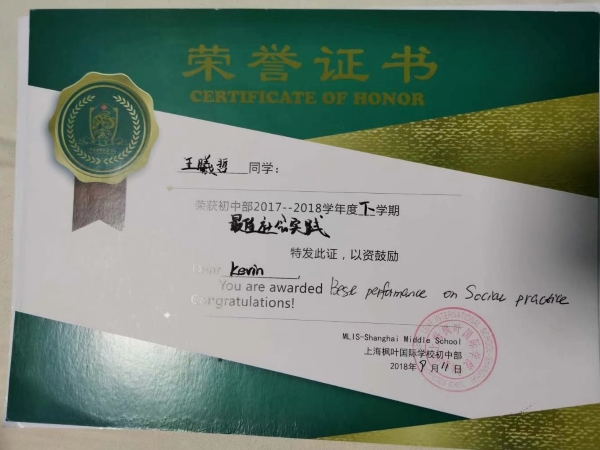 荣誉证书
CERTIFICATE OF HONOR
王曦哲 同学：
荣获初中部2017--2018学年度下学期
最佳社会实践
特发此证，以资鼓励
Dear Kevin,
You are awarded Best performance on Social practice
Congratulations!
MLIS-Shanghai Middle School
上海枫叶国际学校初中部
2018年9月11日